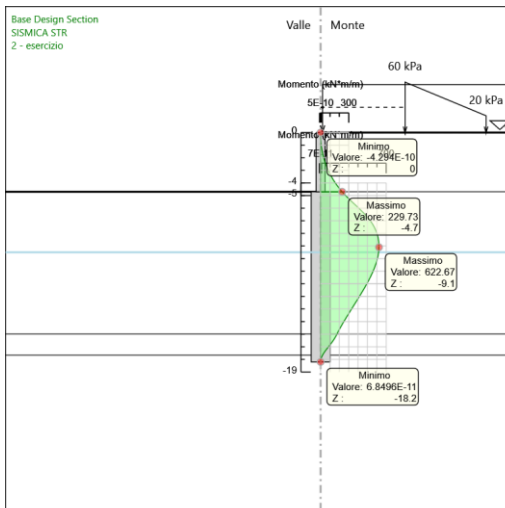 Base Design Section
SISMICA STR
2 - esercizio
Valle
Monte
60 kPa
20 kPa
Momento (kN*m/m)
5E-10 300
0
Momento (kN*m/m)
Minimo
Valore: -4.294E-10
Z : 0
-4
-5
Massimo
Valore: 229.73
Z : -4.7
Massimo
Valore: 622.67
Z : -9.1
-19
Minimo
Valore: 6.8496E-11
Z : -18.2